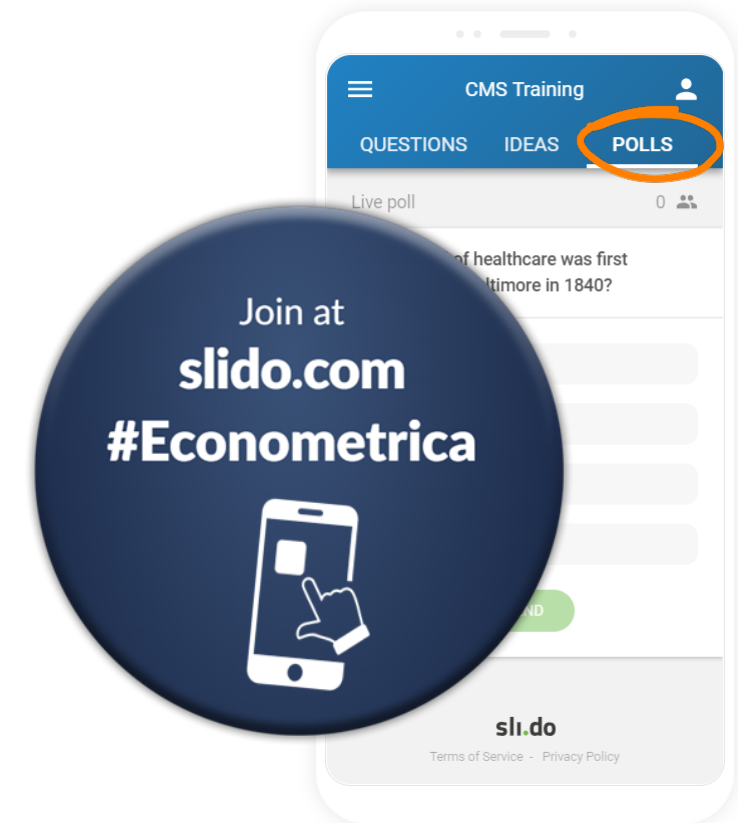 CMS Training
QUESTIONS IDEAS POLLS
Live poll 0
of healthcare was first
ltimore in 1840?
Join at
slido.com
#Econometrica
ND
sli.do
Terms of Service - Privacy Policy